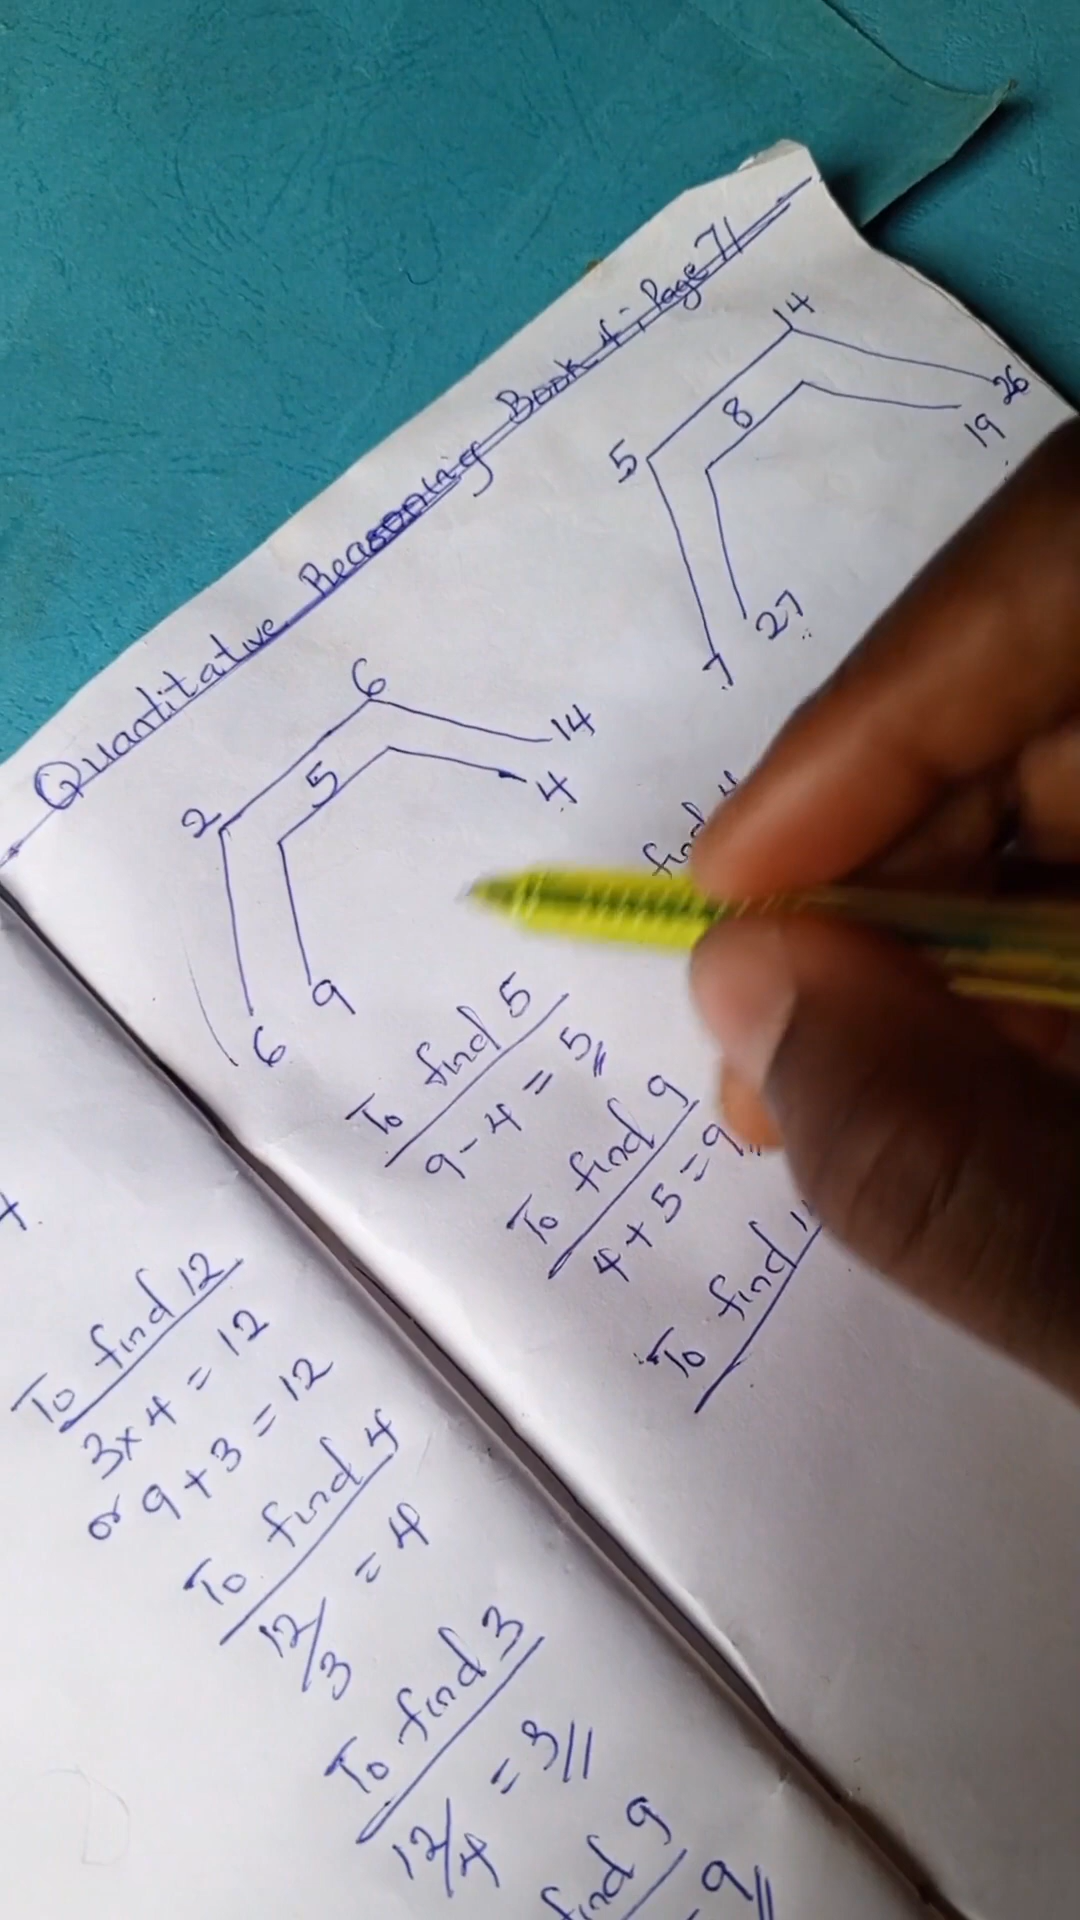 Quantitative Reasoning Book 4; Page 71
14
26
8
19
5
27
7
6
14
5
4
2
9
6
To find 5
9 - 4 = 5
To find 9
4 + 5 = 9
To find
To find 12
3 x 4 = 12
or 9 + 3 = 12
To find 4
12/3 = 4
To find 3
12/4 = 3
find 9
= 9